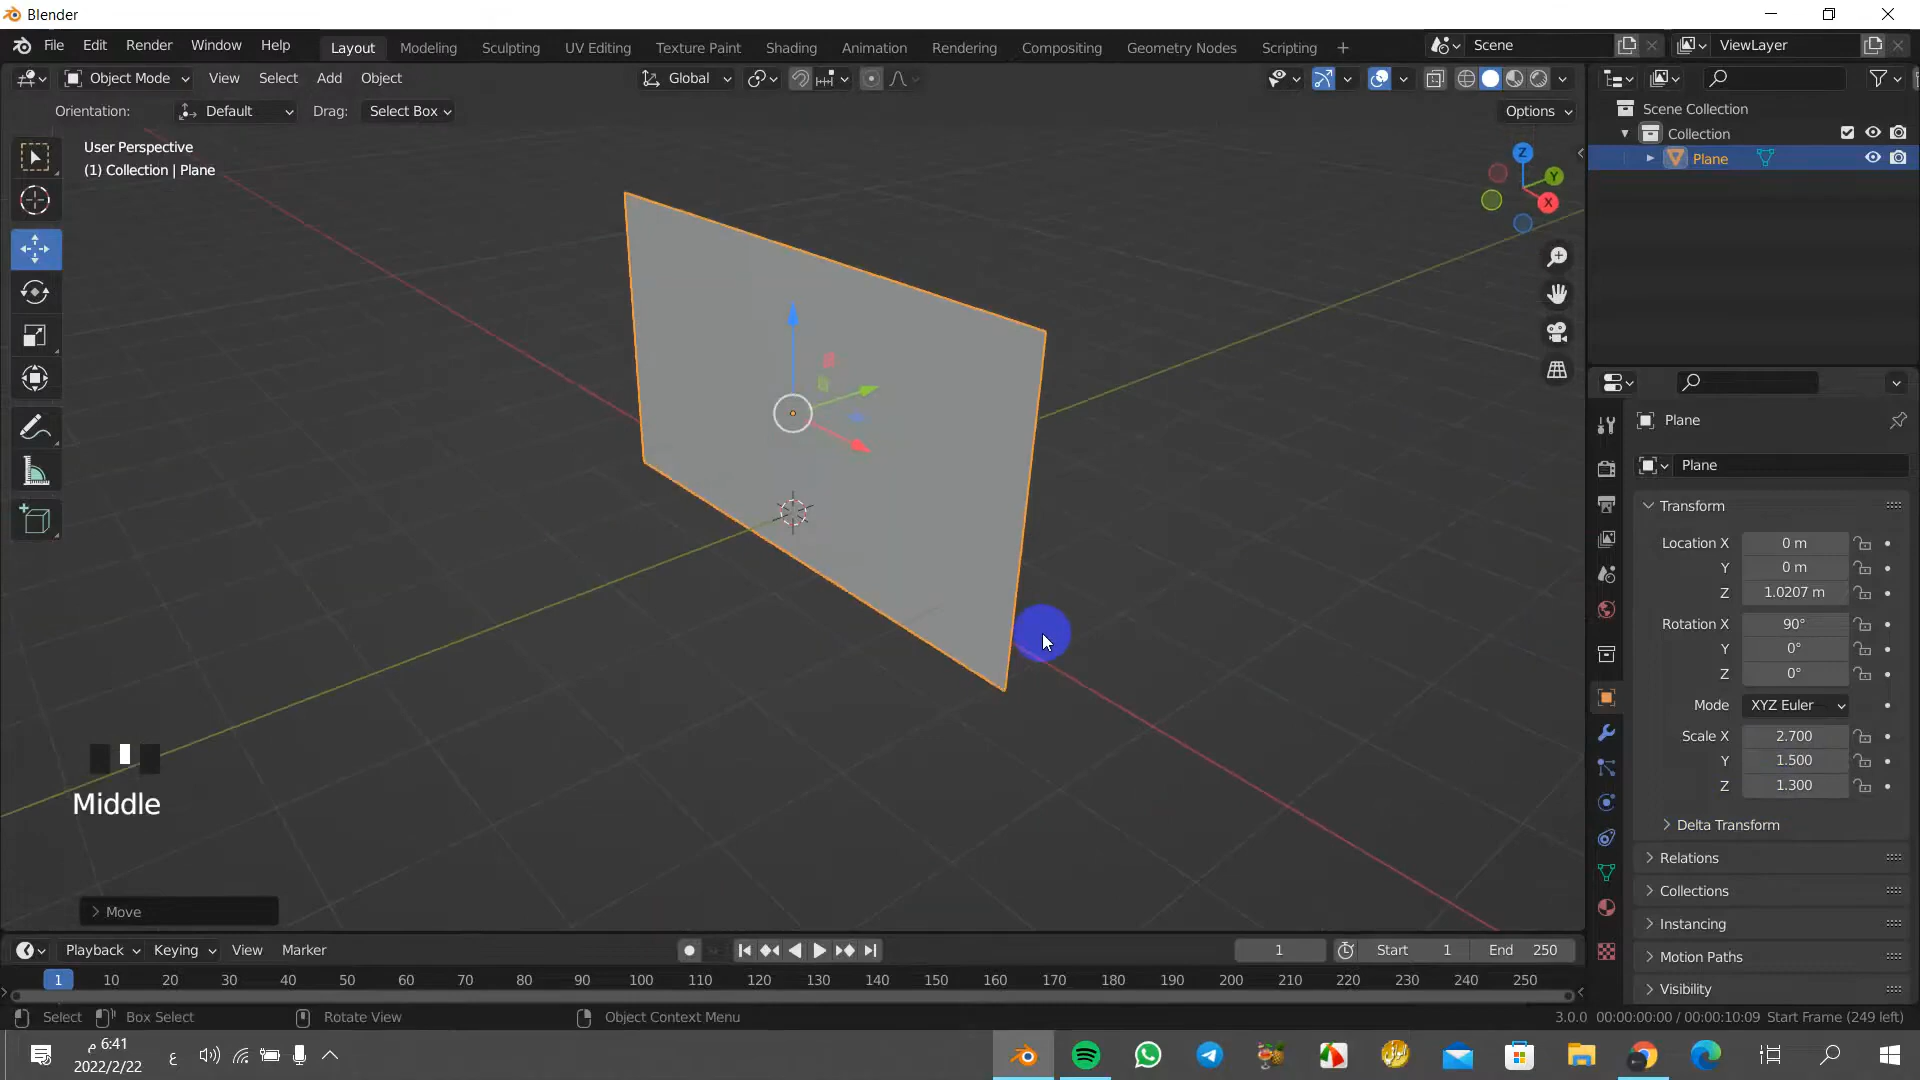 Blender
File Edit Render Window Help
Layout Modeling Sculpting UV Editing Texture Paint Shading Animation Rendering Compositing Geometry Nodes Scripting +
Scene
ViewLayer
Object Mode View Select Add Object
Global
Orientation: Default Drag: Select Box
Options
User Perspective
(1) Collection | Plane
Z
Y
X
Scene Collection
Collection
Plane
Plane
Plane
Transform
Location X 0 m
Y 0 m
Z 1.0207 m
Rotation X 90°
Y 0°
Z 0°
Mode XYZ Euler
Scale X 2.700
Y 1.500
Z 1.300
Delta Transform
Relations
Collections
Instancing
Motion Paths
Visibility
Middle
Move
Playback Keying View Marker
1 Start 1 End 250
1 10 20 30 40 50 60 70 80 90 100 110 120 130 140 150 160 170 180 190 200 210 220 230 240 250
Select Box Select Rotate View Object Context Menu
3.0.0 00:00:00:00 / 00:00:10:09 Start Frame (249 left)
6:41 م
2022/2/22
ع